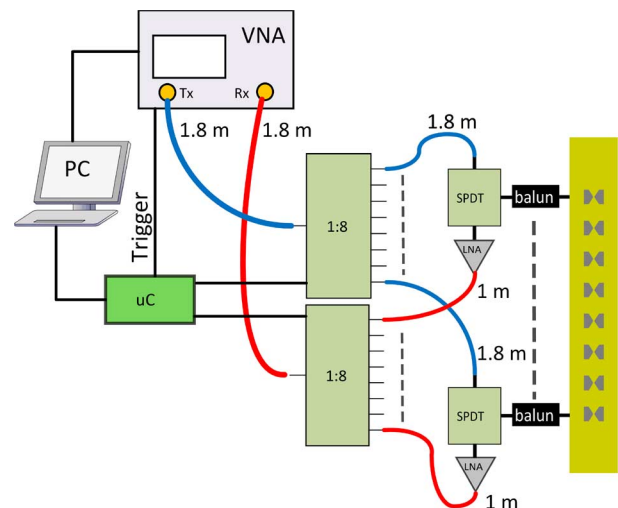 VNA
Tx
Rx
1.8 m
1.8 m
1.8 m
PC
Trigger
SPDT
balun
1:8
LNA
uC
1 m
1.8 m
1:8
SPDT
balun
LNA
1 m